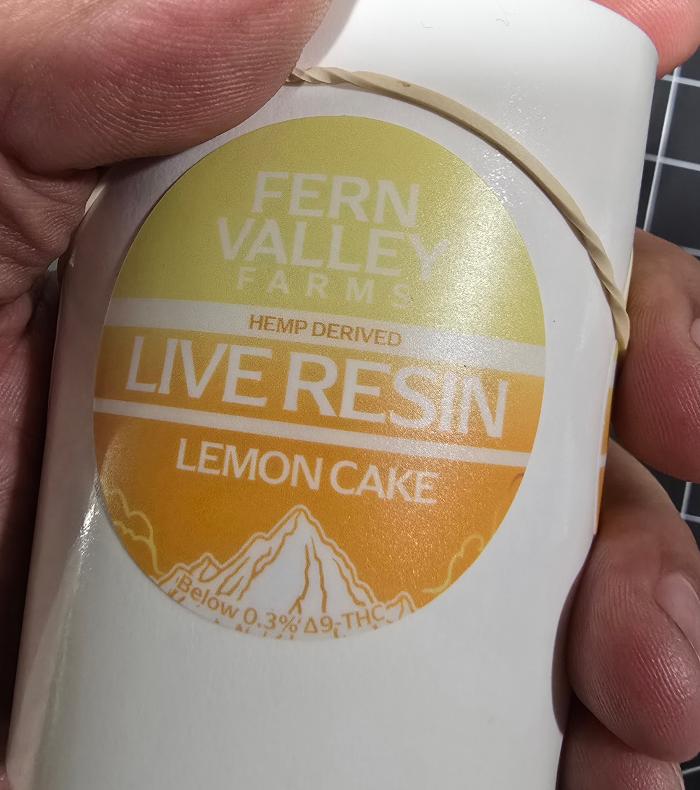 FERN
VALLEY
FARMS
HEMP DERIVED
LIVE RESIN
LEMON CAKE
Below 0.3% Δ9-THC